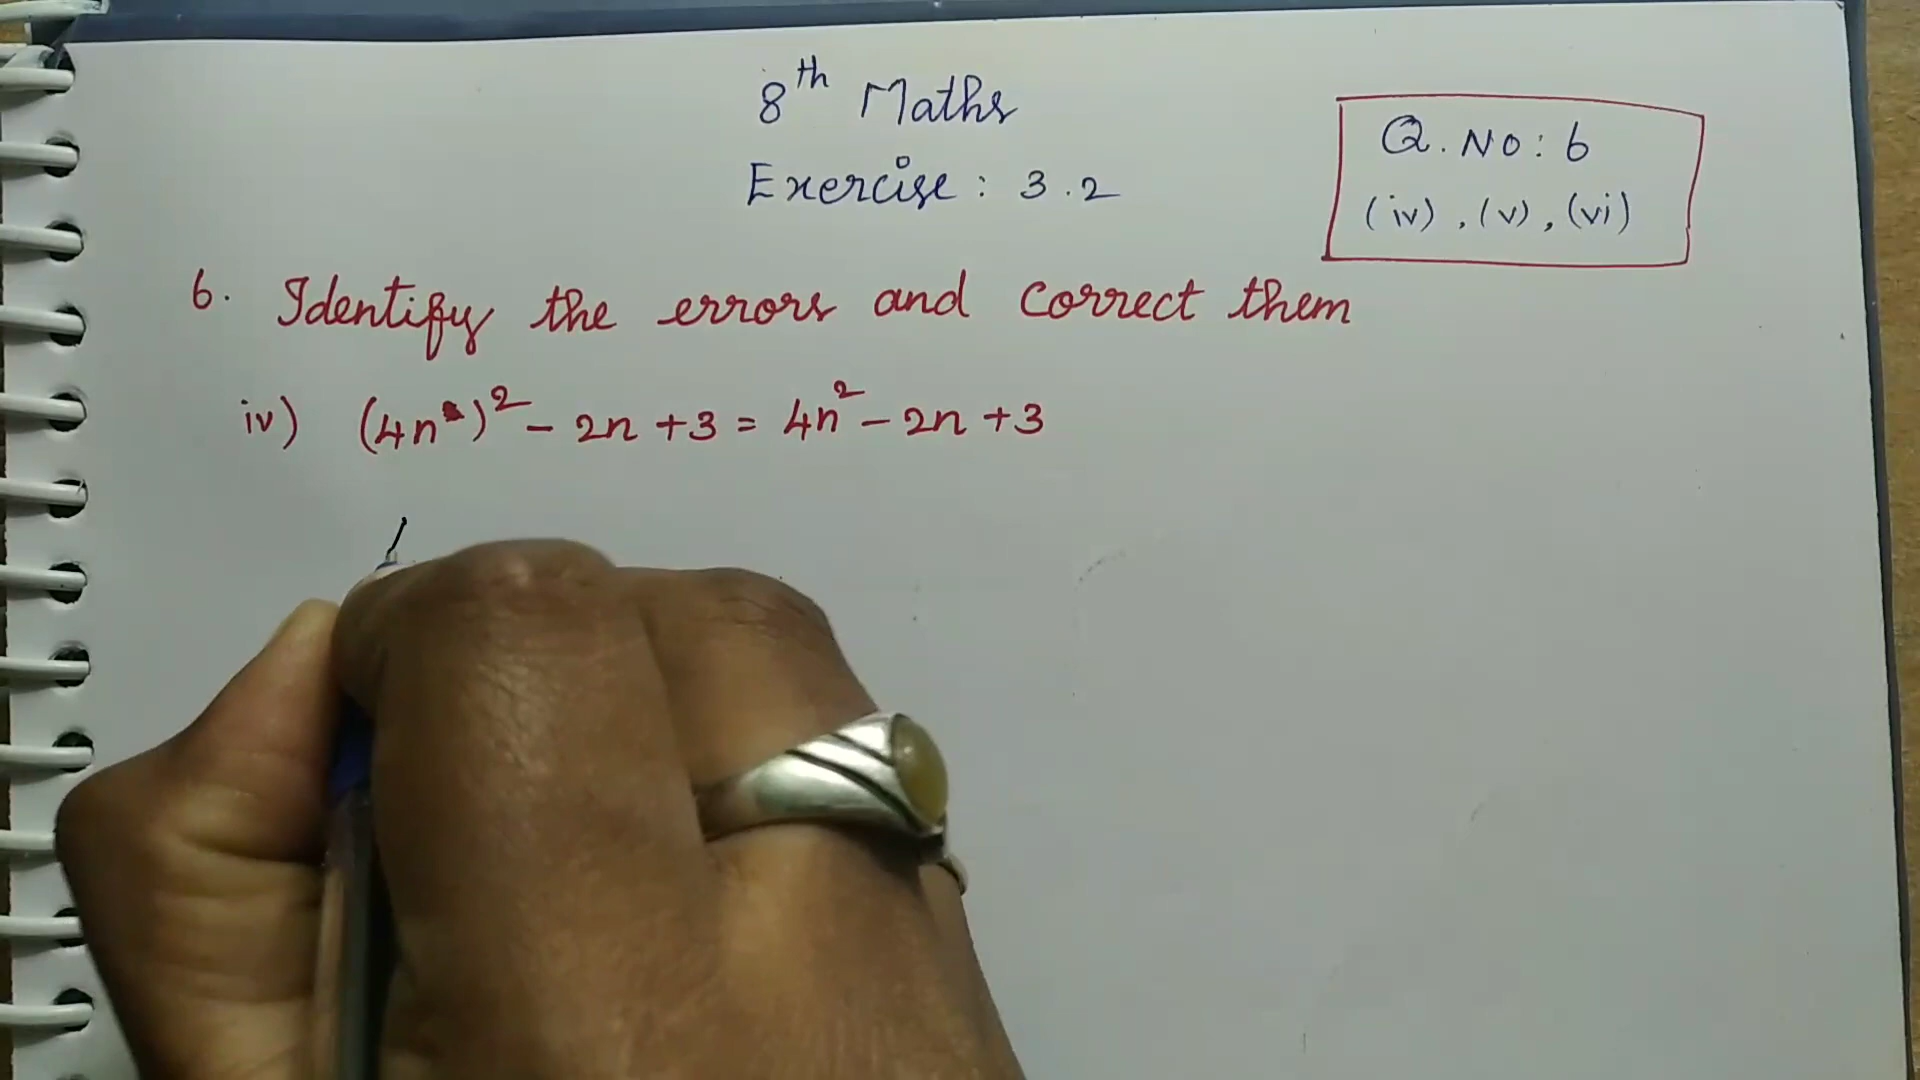 8th Maths
Exercise : 3.2
Q. No: 6
(iv), (v), (vi)
6. Identify the errors and correct them
iv) (4n)² - 2n + 3 = 4n² - 2n + 3